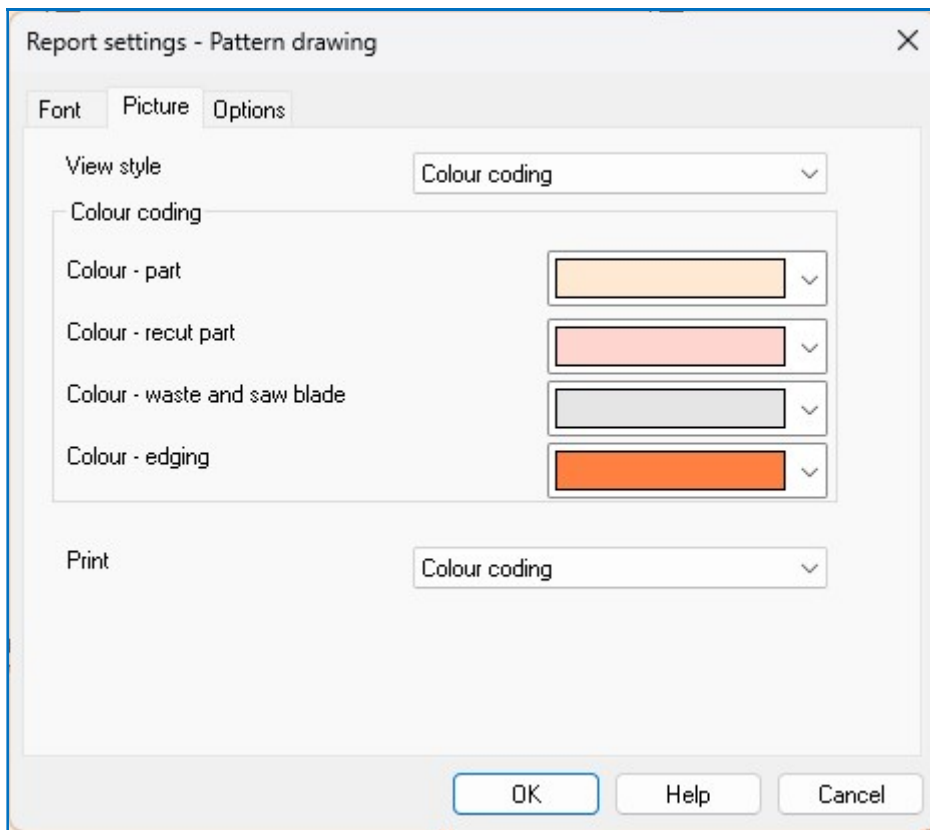 Report settings - Pattern drawing
Font Picture Options
View style Colour coding
Colour coding
Colour - part
Colour - recut part
Colour - waste and saw blade
Colour - edging
Print Colour coding
OK Help Cancel